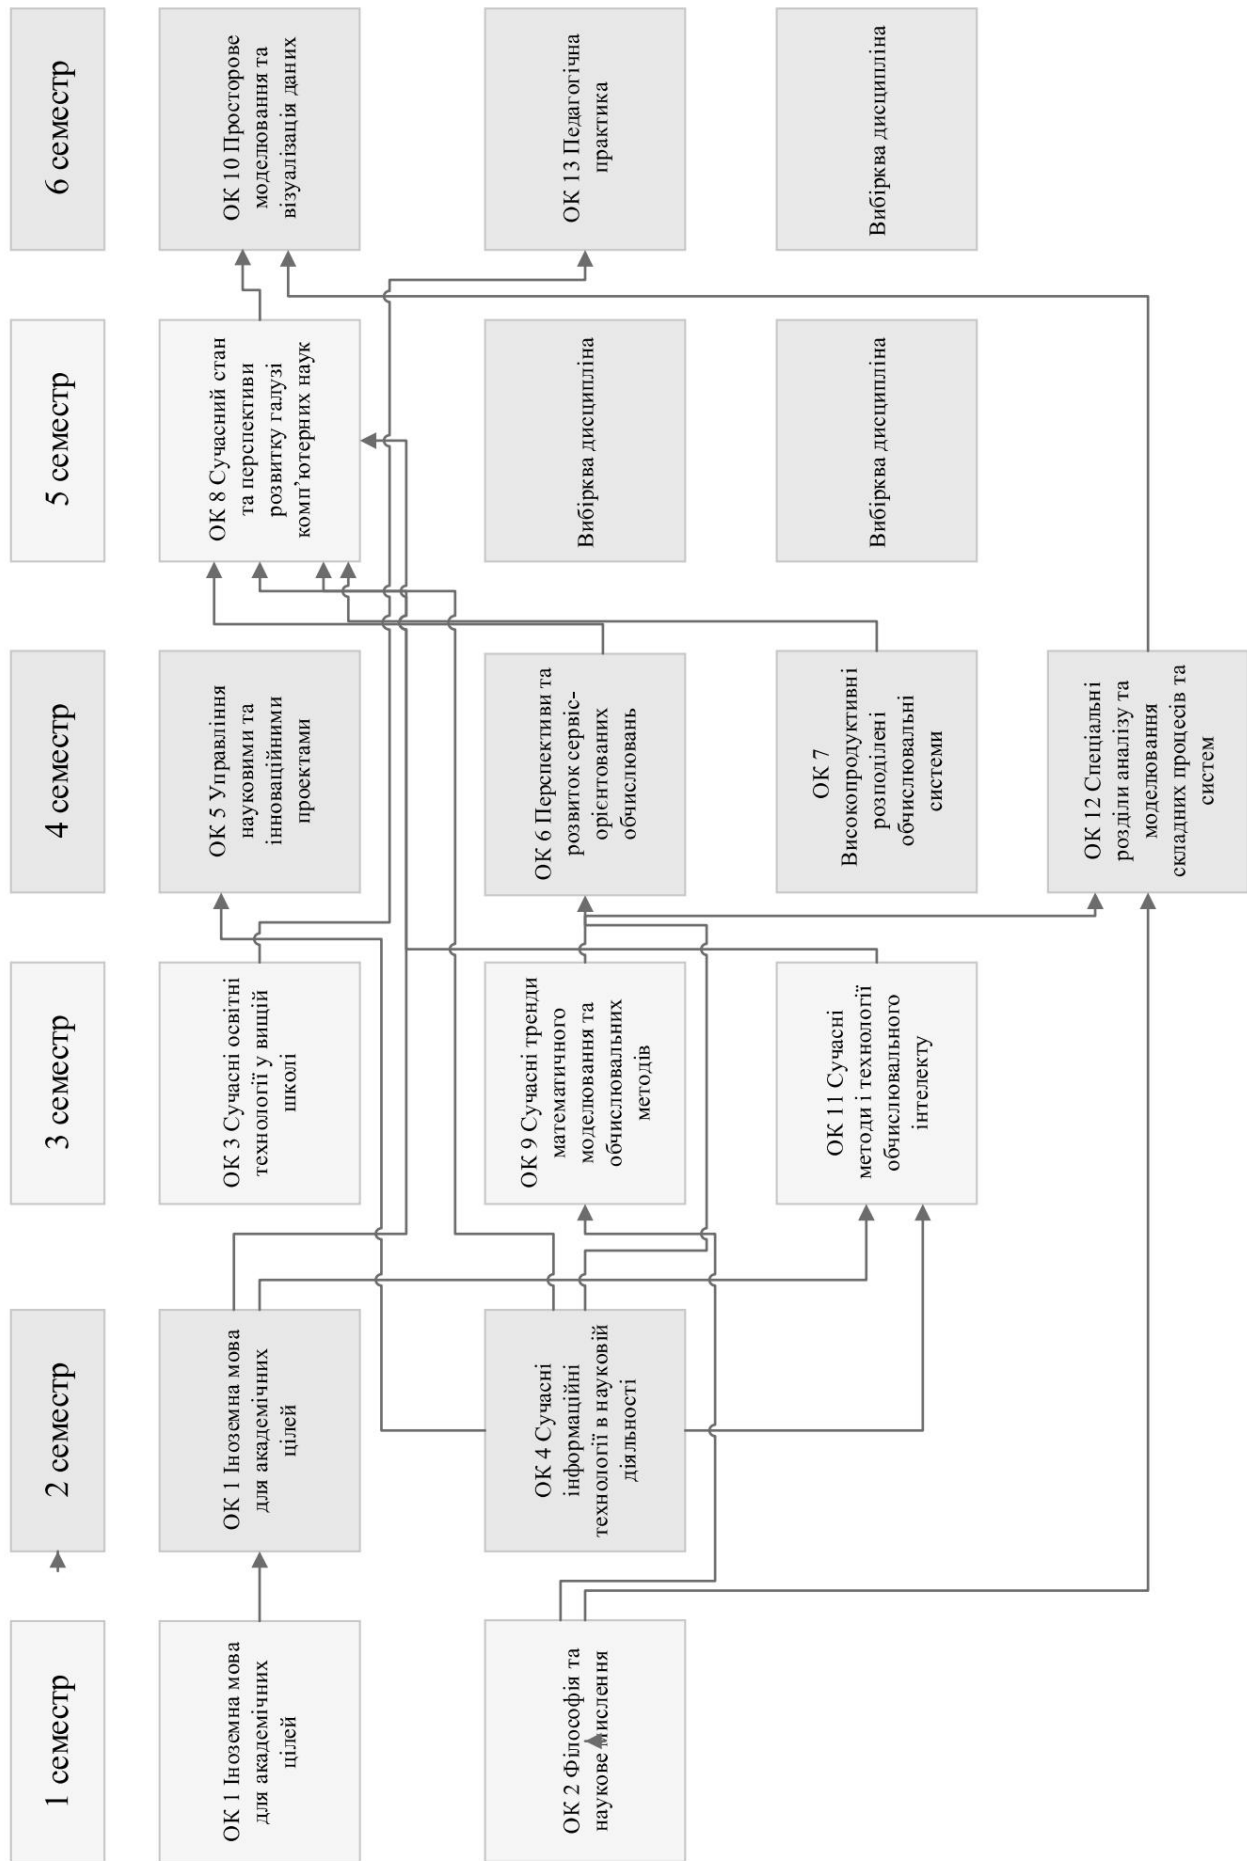 1 семестр
2 семестр
3 семестр
4 семестр
5 семестр
6 семестр
ОК 1 Іноземна мова
для академічних
цілей
ОК 1 Іноземна мова
для академічних
цілей
ОК 3 Сучасні освітні
технології у вищій
школі
ОК 5 Управління
науковими та
інноваційними
проектами
ОК 8 Сучасний стан
та перспективи
розвитку галузі
комп’ютерних наук
ОК 10 Просторове
моделювання та
візуалізація даних
ОК 2 Філософія та
наукове мислення
ОК 4 Сучасні
інформаційні
технології в науковій
діяльності
ОК 9 Сучасні тренди
математичного
моделювання та
обчислювальних
методів
ОК 6 Перспективи та
розвиток сервіс-
орієнтованих
обчислювань
Вибірква дисципліна
ОК 13 Педагогічна
практика
ОК 11 Сучасні
методи і технології
обчислювального
інтелекту
ОК 7
Високопродуктивні
розподілені
обчислювальні
системи
Вибірква дисципліна
Вибірква дисципліна
ОК 12 Спеціальні
розділи аналізу та
моделювання
складних процесів та
систем